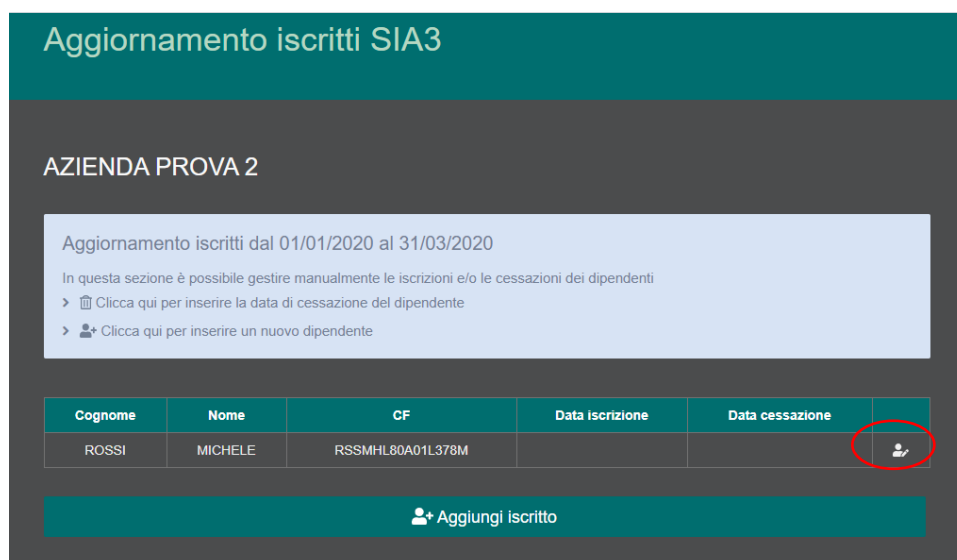 Aggiornamento iscritti SIA3
AZIENDA PROVA 2
Aggiornamento iscritti dal 01/01/2020 al 31/03/2020
In questa sezione è possibile gestire manualmente le iscrizioni e/o le cessazioni dei dipendenti
Clicca qui per inserire la data di cessazione del dipendente
Clicca qui per inserire un nuovo dipendente
Cognome Nome CF Data iscrizione Data cessazione
ROSSI MICHELE RSSMHL80A01L378M
Aggiungi iscritto